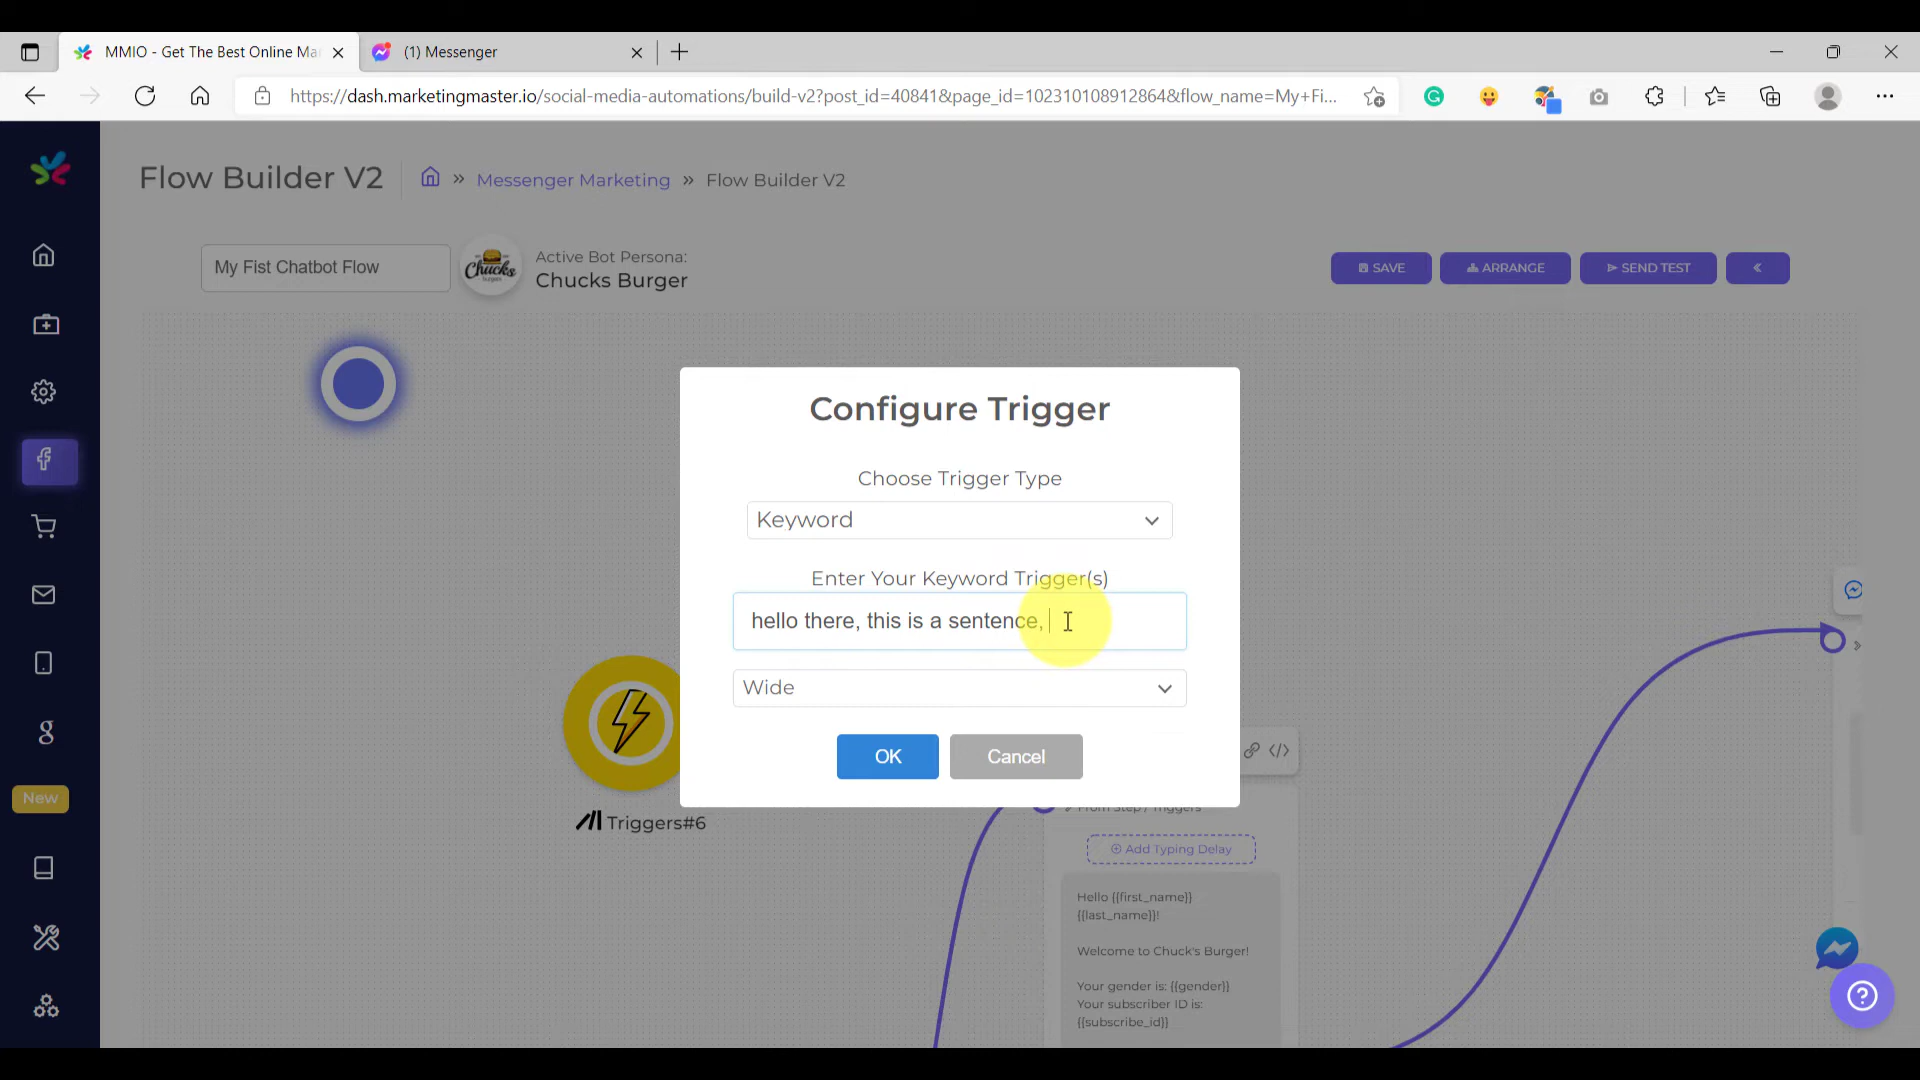 MMIO - Get The Best Online Ma
(1) Messenger
https://dash.marketingmaster.io/social-media-automations/build-v2?post_id=40841&page_id=102310108912864&flow_name=My+Fi...
Flow Builder V2
» Messenger Marketing » Flow Builder V2
My Fist Chatbot Flow
Chucks
Active Bot Persona:
Chucks Burger
SAVE
ARRANGE
SEND TEST
Configure Trigger
Choose Trigger Type
Keyword
Enter Your Keyword Trigger(s)
hello there, this is a sentence,
Wide
OK
Cancel
New
Triggers#6
From Step / Triggers
Add Typing Delay
Hello {{first_name}}
{{last_name}}!
Welcome to Chuck's Burger!
Your gender is: {{gender}}
Your subscriber ID is:
{{subscribe_id}}